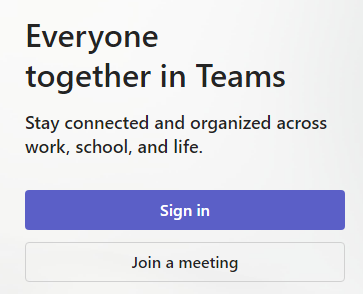 Everyone
together in Teams
Stay connected and organized across
work, school, and life.
Sign in
Join a meeting